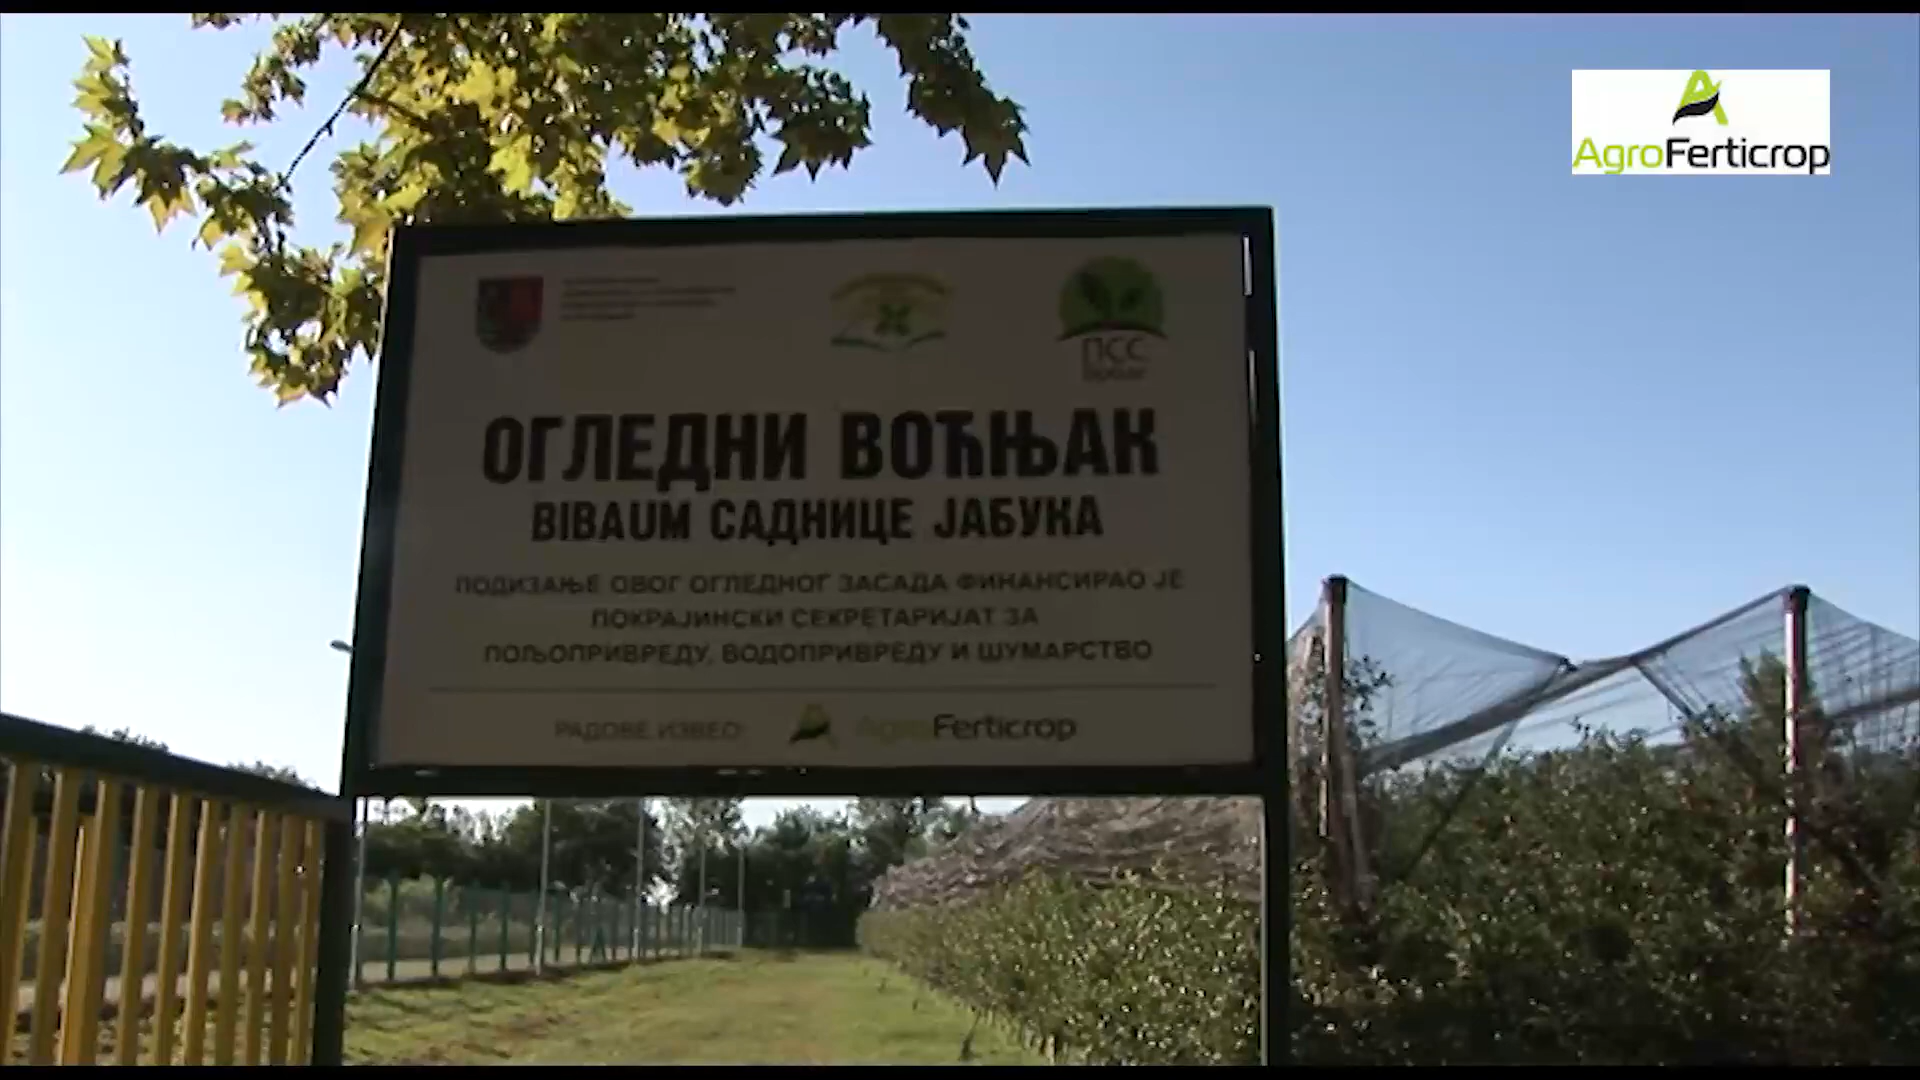 AgroFerticrop
ПСС
ОГЛЕДНИ ВОЋЊАК
BIBAUM САДНИЦЕ ЈАБУКА
ПОДИЗАЊЕ ОВОГ ОГЛЕДНОГ ЗАСАДА ФИНАНСИРАО ЈЕ
ПОКРАЈИНСКИ СЕКРЕТАРИЈАТ ЗА
ПОЉОПРИВРЕДУ, ВОДОПРИВРЕДУ И ШУМАРСТВО
РАДОВЕ ИЗВЕО: AgroFerticrop